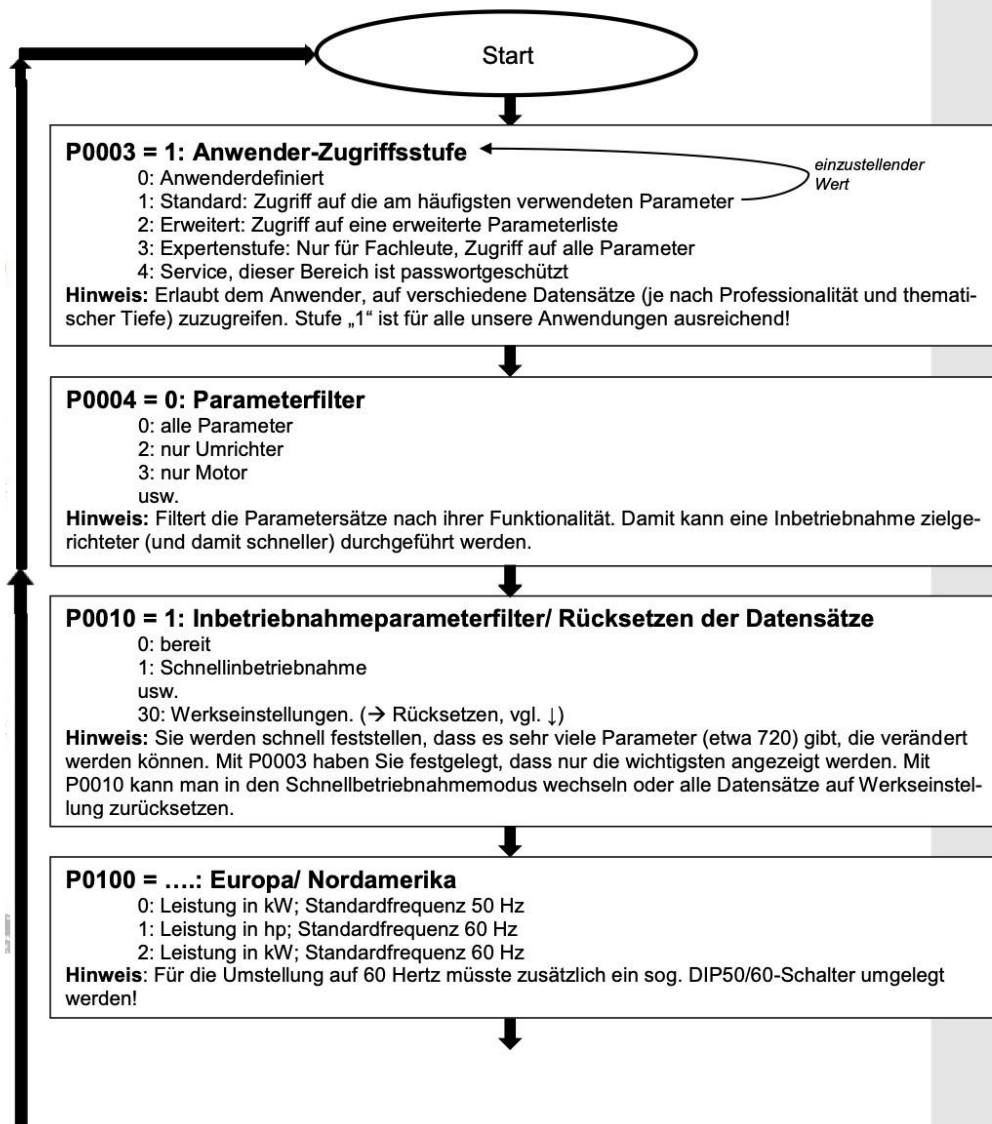 Start
P0003 = 1: Anwender-Zugriffsstufe
einzustellender
Wert
0: Anwenderdefiniert
1: Standard: Zugriff auf die am häufigsten verwendeten Parameter
2: Erweitert: Zugriff auf eine erweiterte Parameterliste
3: Expertenstufe: Nur für Fachleute, Zugriff auf alle Parameter
4: Service, dieser Bereich ist passwortgeschützt
Hinweis: Erlaubt dem Anwender, auf verschiedene Datensätze (je nach Professionalität und themati-
scher Tiefe) zuzugreifen. Stufe „1" ist für alle unsere Anwendungen ausreichend!
P0004 = 0: Parameterfilter
0: alle Parameter
2: nur Umrichter
3: nur Motor
usw.
Hinweis: Filtert die Parametersätze nach ihrer Funktionalität. Damit kann eine Inbetriebnahme zielge-
richteter (und damit schneller) durchgeführt werden.
P0010 = 1: Inbetriebnahmeparameterfilter/ Rücksetzen der Datensätze
0: bereit
1: Schnellinbetriebnahme
usw.
30: Werkseinstellungen. (→ Rücksetzen, vgl. ↓)
Hinweis: Sie werden schnell feststellen, dass es sehr viele Parameter (etwa 720) gibt, die verändert
werden können. Mit P0003 haben Sie festgelegt, dass nur die wichtigsten angezeigt werden. Mit
P0010 kann man in den Schnellbetriebnahmemodus wechseln oder alle Datensätze auf Werkseinstel-
lung zurücksetzen.
P0100 = ....: Europa/ Nordamerika
0: Leistung in kW; Standardfrequenz 50 Hz
1: Leistung in hp; Standardfrequenz 60 Hz
2: Leistung in kW; Standardfrequenz 60 Hz
Hinweis: Für die Umstellung auf 60 Hertz müsste zusätzlich ein sog. DIP50/60-Schalter umgelegt
werden!